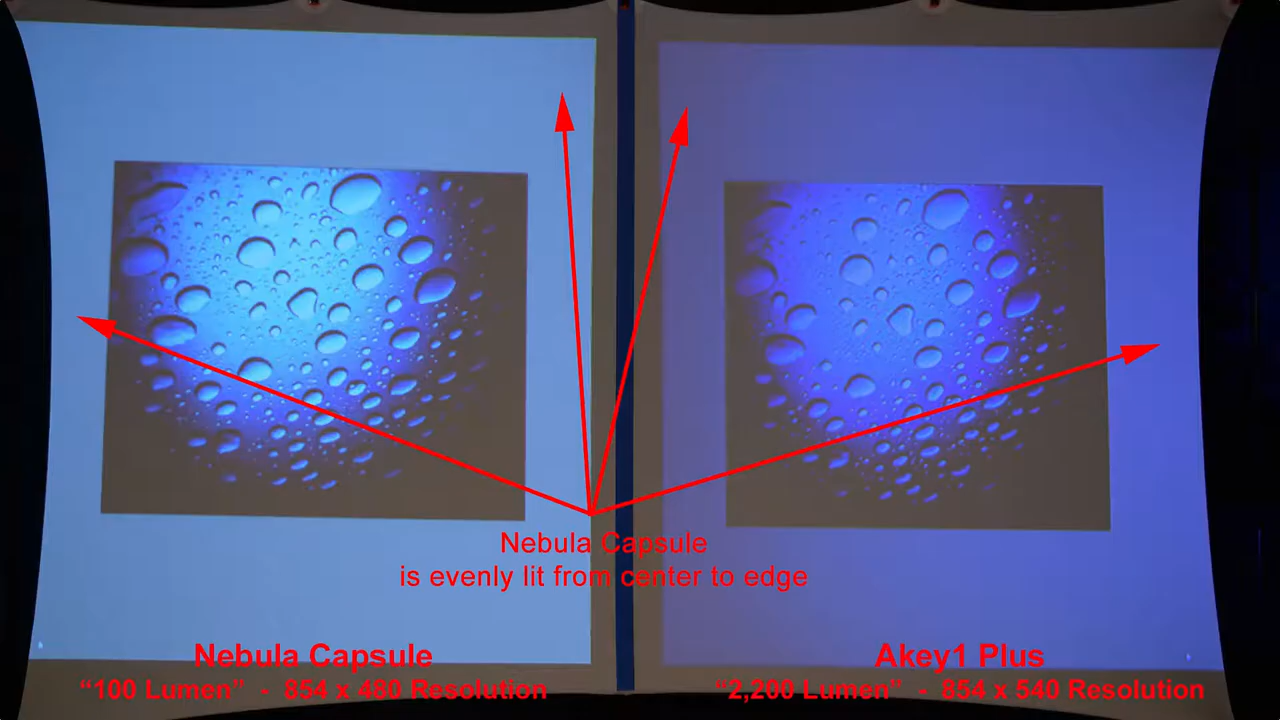 Nebula Capsule
is evenly lit from center to edge
Nebula Capsule
“100 Lumen” - 854 x 480 Resolution
Akey1 Plus
“2,200 Lumen” - 854 x 540 Resolution